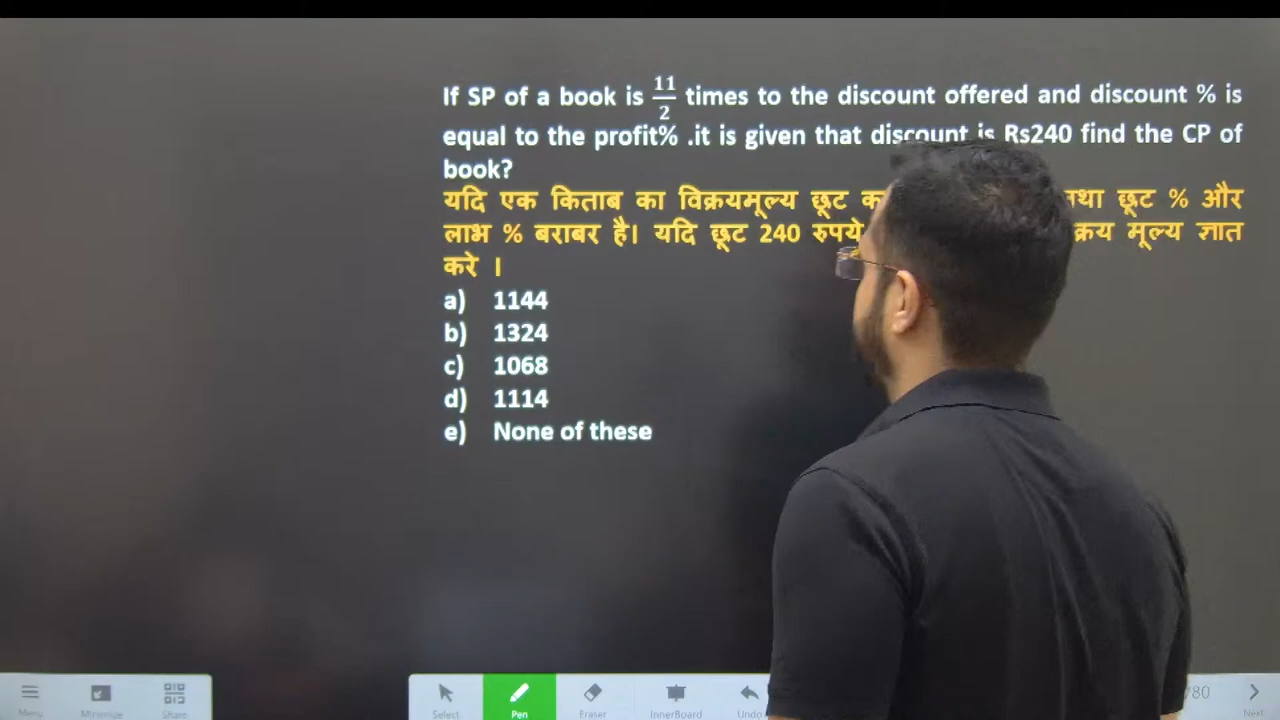 If SP of a book is 11/2 times to the discount offered and discount % is
equal to the profit% .it is given that discount is Rs240 find the CP of
book?
यदि एक किताब का विक्रयमूल्य छूट तथा छूट % और
लाभ % बराबर है। यदि छूट 240 रुपये क्रय मूल्य ज्ञात
करे ।
a) 1144
b) 1324
c) 1068
d) 1114
e) None of these
Menu Minimize Share Select Pen Eraser InnerBoard Undo /80 Next